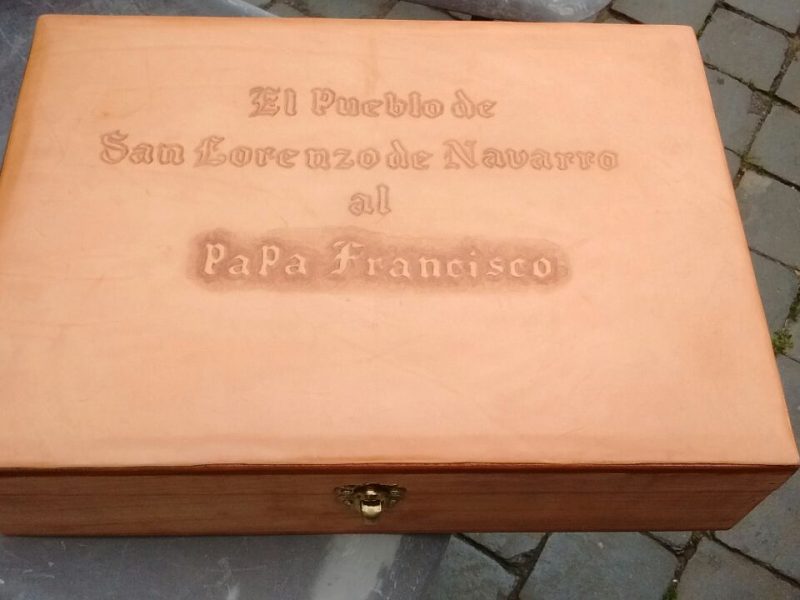 El Pueblo de
San Lorenzo de Navarro
al
PaPa Francisco